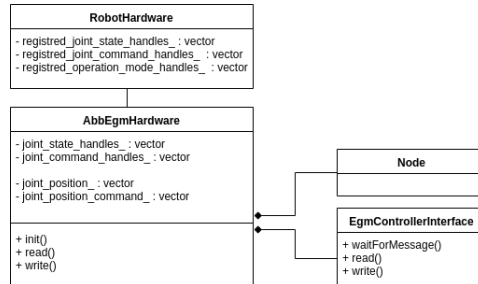 RobotHardware
- registred_joint_state_handles_ : vector
- registred_joint_command_handles_ : vector
- registred_operation_mode_handles_ : vector
AbbEgmHardware
- joint_state_handles_ : vector
- joint_command_handles_ : vector
- joint_position_ : vector
- joint_position_command_ : vector
+ init()
+ read()
+ write()
Node
EgmControllerInterface
+ waitForMessage()
+ read()
+ write()